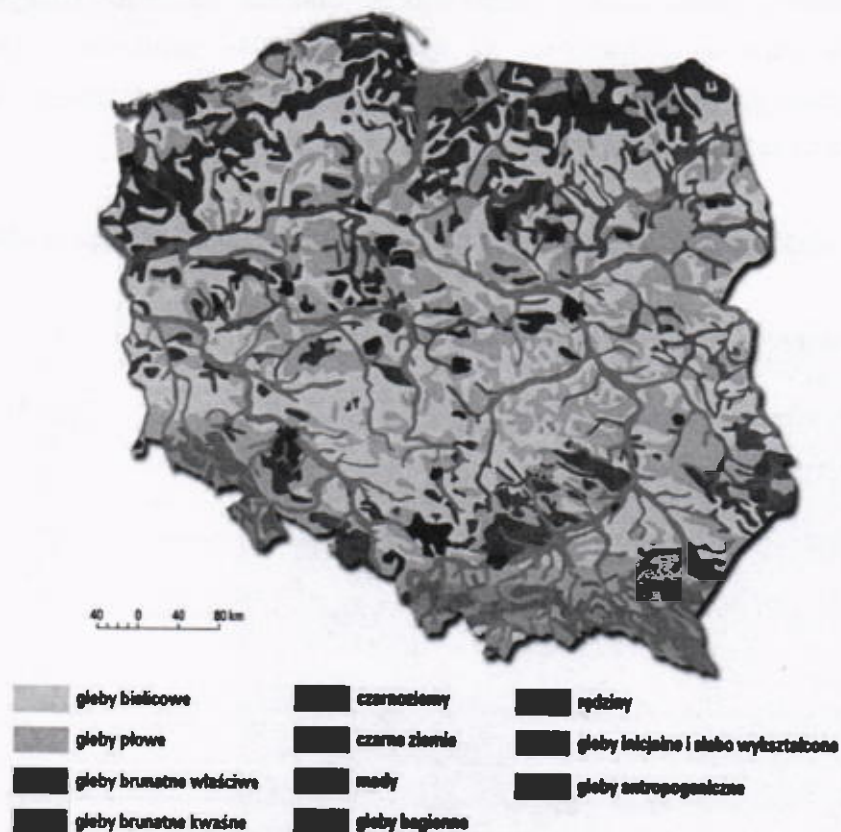 40 0 40 80 km
gleby bielicowe
gleby płowe
gleby brunatne właściwe
gleby brunatne kwaśne
czarnoziemy
czarne ziemie
mady
gleby bagienne
rędziny
gleby inicjalne i słabo wykształcone
gleby antropogeniczne